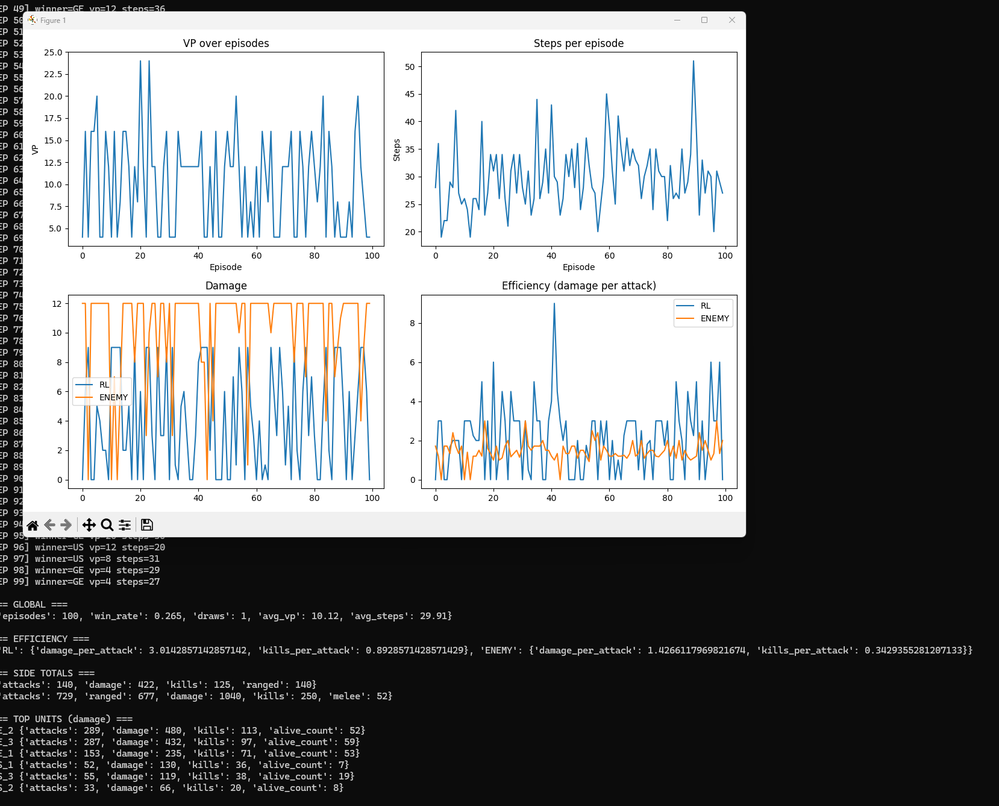 EP 49] winner=GE vp=12 steps=36
EP 50
EP 51
EP 52
EP 53
EP 54
EP 55
EP 56
EP 57
EP 58
EP 59
EP 60
EP 61
EP 62
EP 63
EP 64
EP 65
EP 66
EP 67
EP 68
EP 69
EP 70
EP 71
EP 72
EP 73
EP 74
EP 75
EP 76
EP 77
EP 78
EP 79
EP 80
EP 81
EP 82
EP 83
EP 84
EP 85
EP 86
EP 87
EP 88
EP 89
EP 90
EP 91
EP 92
EP 93
EP 94
Figure 1
VP over episodes
25.0
22.5
20.0
17.5
15.0
12.5
10.0
7.5
5.0
VP
0 20 40 60 80 100
Episode
Steps per episode
50
45
40
35
30
25
20
Steps
0 20 40 60 80 100
Episode
Damage
12
10
8
6
4
2
0
RL
ENEMY
0 20 40 60 80 100
Efficiency (damage per attack)
8
6
4
2
0
RL
ENEMY
0 20 40 60 80 100
EP 95] winner=GE vp=20 steps=30
EP 96] winner=US vp=12 steps=20
EP 97] winner=US vp=8 steps=31
EP 98] winner=GE vp=4 steps=29
EP 99] winner=GE vp=4 steps=27
== GLOBAL ===
'episodes': 100, 'win_rate': 0.265, 'draws': 1, 'avg_vp': 10.12, 'avg_steps': 29.91}
== EFFICIENCY ===
'RL': {'damage_per_attack': 3.0142857142857142, 'kills_per_attack': 0.8928571428571429}, 'ENEMY': {'damage_per_attack': 1.4266117969821674, 'kills_per_attack': 0.3429355281207133}}
== SIDE TOTALS ===
'attacks': 140, 'damage': 422, 'kills': 125, 'ranged': 140}
'attacks': 729, 'ranged': 677, 'damage': 1040, 'kills': 250, 'melee': 52}
== TOP UNITS (damage) ===
E_2 {'attacks': 289, 'damage': 480, 'kills': 113, 'alive_count': 52}
E_3 {'attacks': 287, 'damage': 432, 'kills': 97, 'alive_count': 59}
E_1 {'attacks': 153, 'damage': 235, 'kills': 71, 'alive_count': 53}
S_1 {'attacks': 52, 'damage': 130, 'kills': 36, 'alive_count': 7}
S_3 {'attacks': 55, 'damage': 119, 'kills': 38, 'alive_count': 19}
S_2 {'attacks': 33, 'damage': 66, 'kills': 20, 'alive_count': 8}